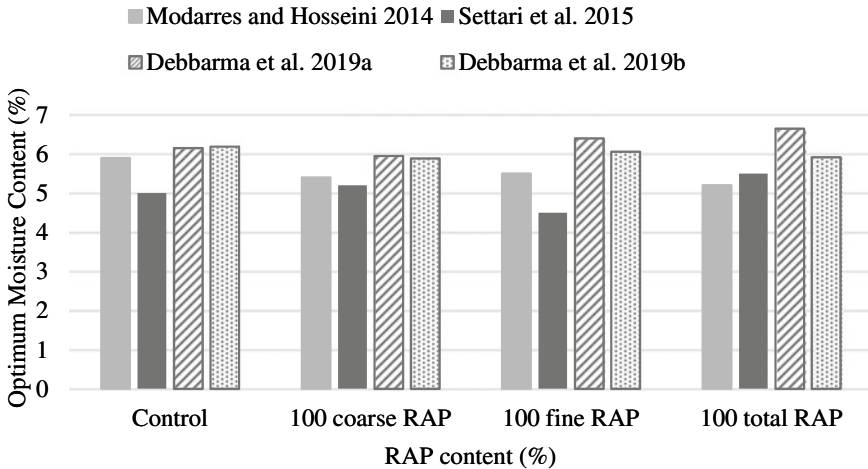 Modarres and Hosseini 2014 Settari et al. 2015
Debbarma et al. 2019a Debbarma et al. 2019b
Optimum Moisture Content (%)
7
6
5
4
3
2
1
0
Control 100 coarse RAP 100 fine RAP 100 total RAP
RAP content (%)